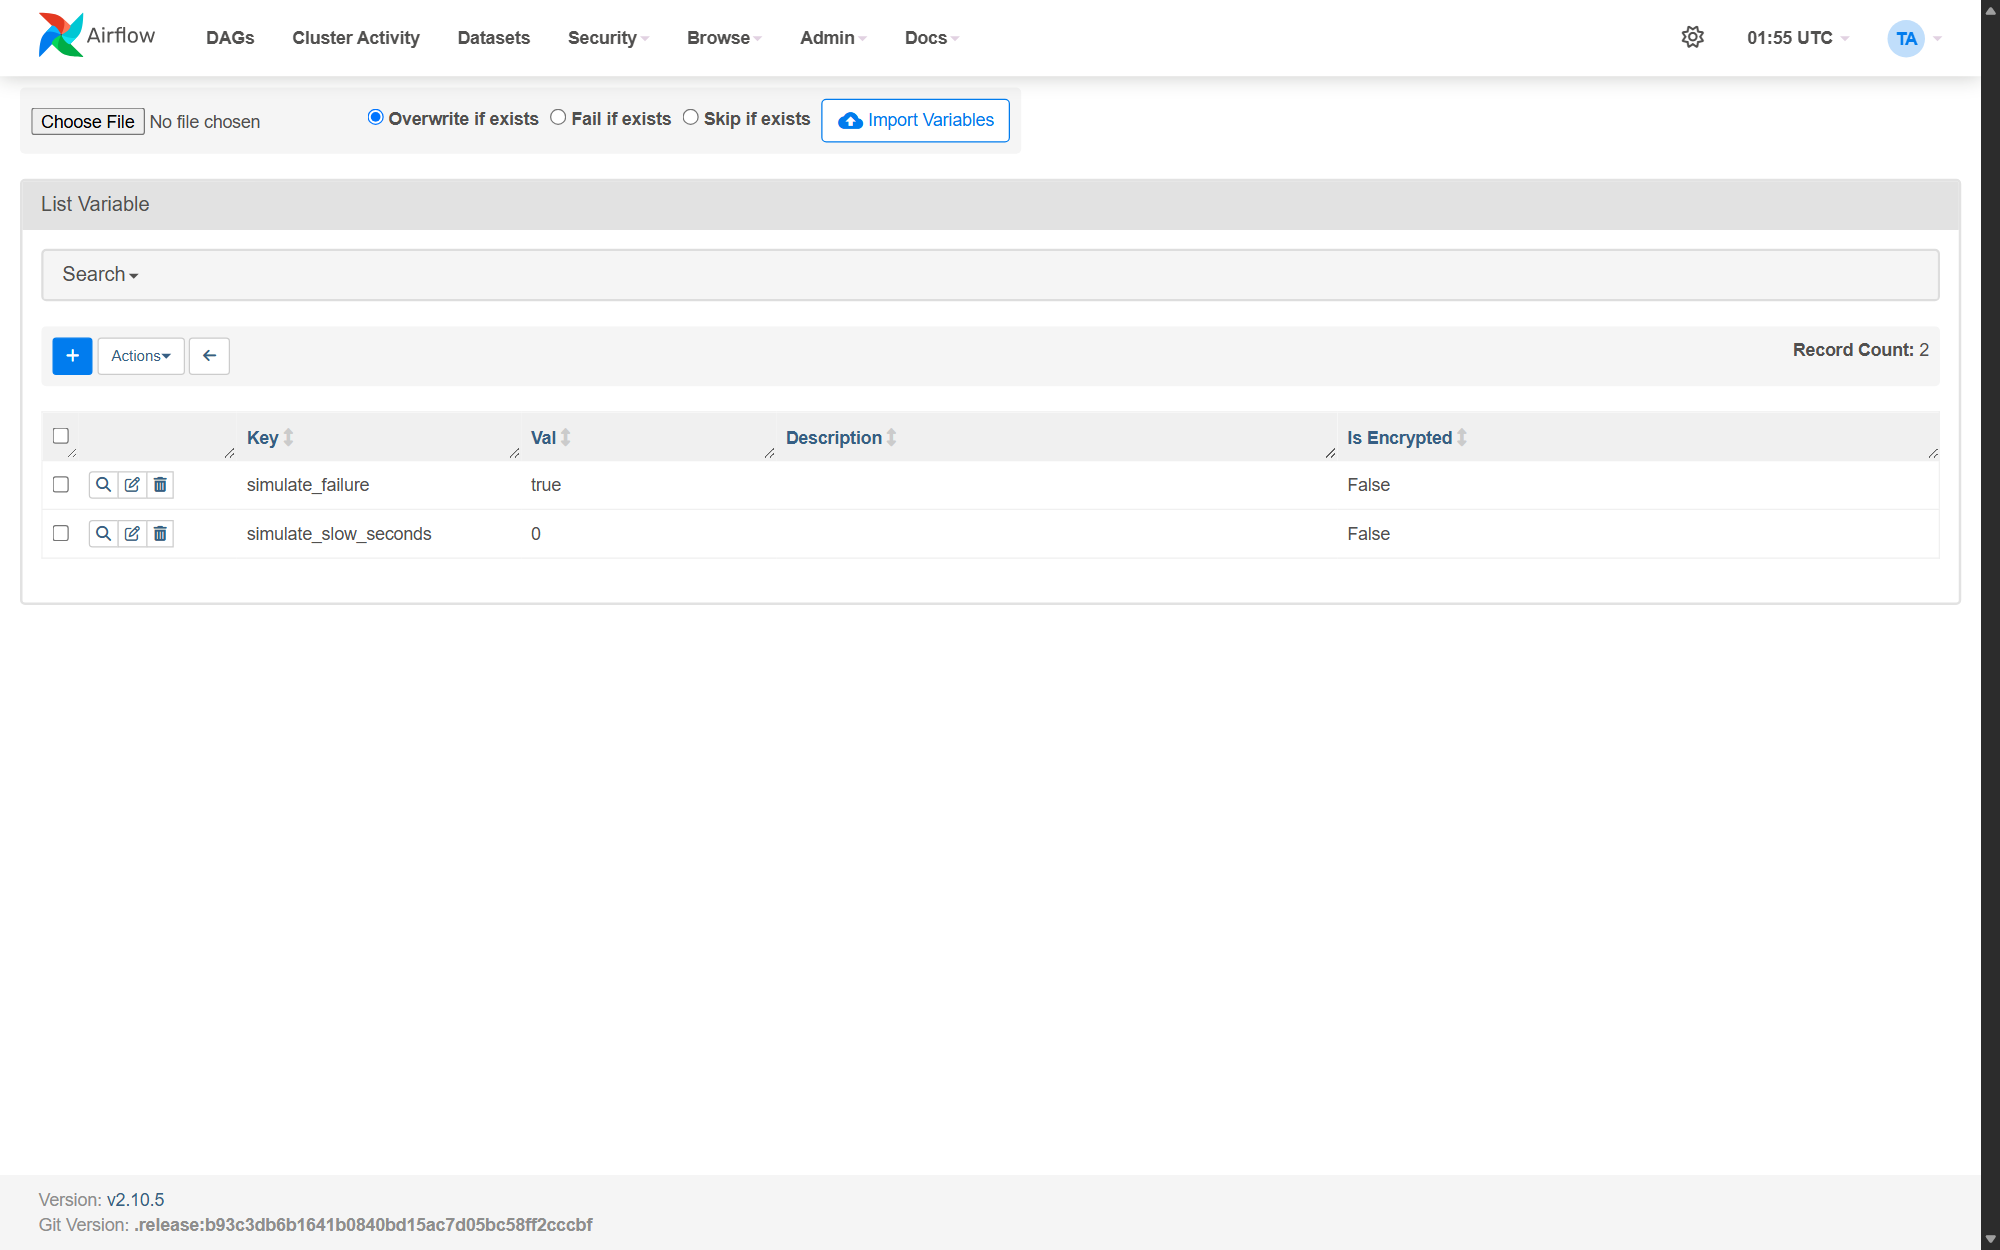 Airflow DAGs Cluster Activity Datasets Security Browse Admin Docs 01:55 UTC TA
Choose File No file chosen Overwrite if exists Fail if exists Skip if exists Import Variables
List Variable
Search
+ Actions Record Count: 2
Key Val Description Is Encrypted
simulate_failure true False
simulate_slow_seconds 0 False
Version: v2.10.5
Git Version: .release:b93c3db6b1641b0840bd15ac7d05bc58ff2cccbf